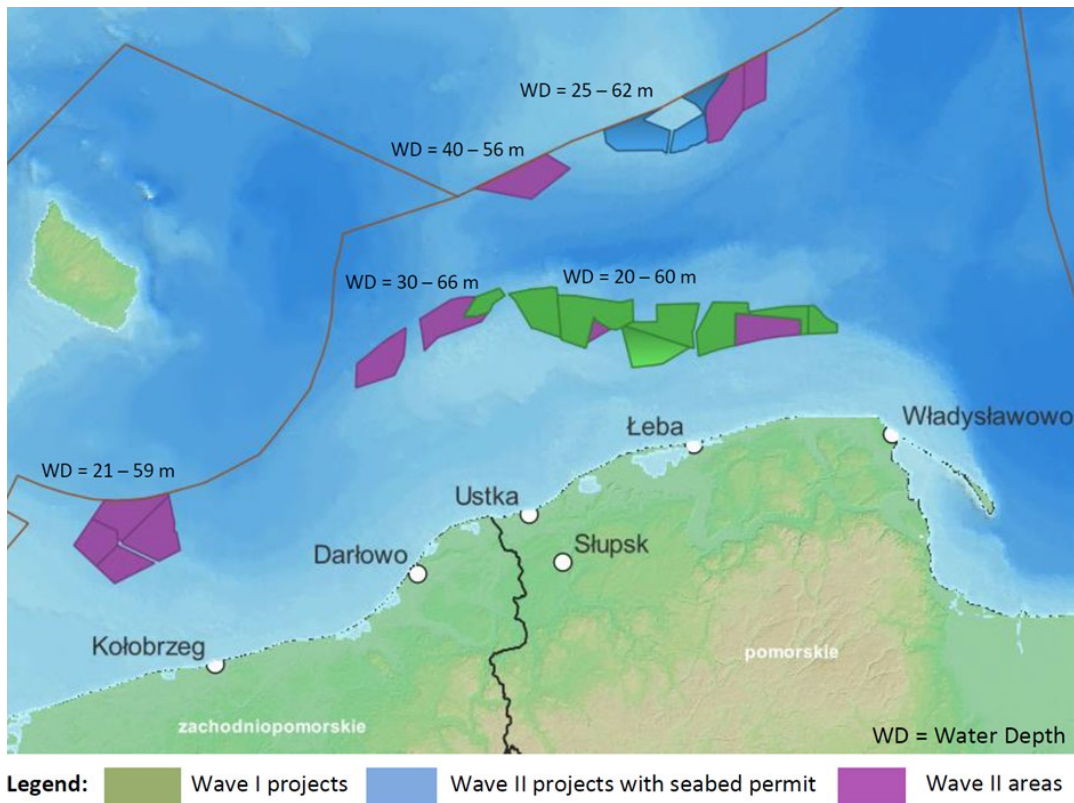 WD = 25 – 62 m
WD = 40 – 56 m
WD = 30 – 66 m
WD = 20 – 60 m
Władysławowo
Łeba
WD = 21 – 59 m
Ustka
Słupsk
Darłowo
Kołobrzeg
pomorskie
zachodniopomorskie
WD = Water Depth
Legend: Wave I projects Wave II projects with seabed permit Wave II areas